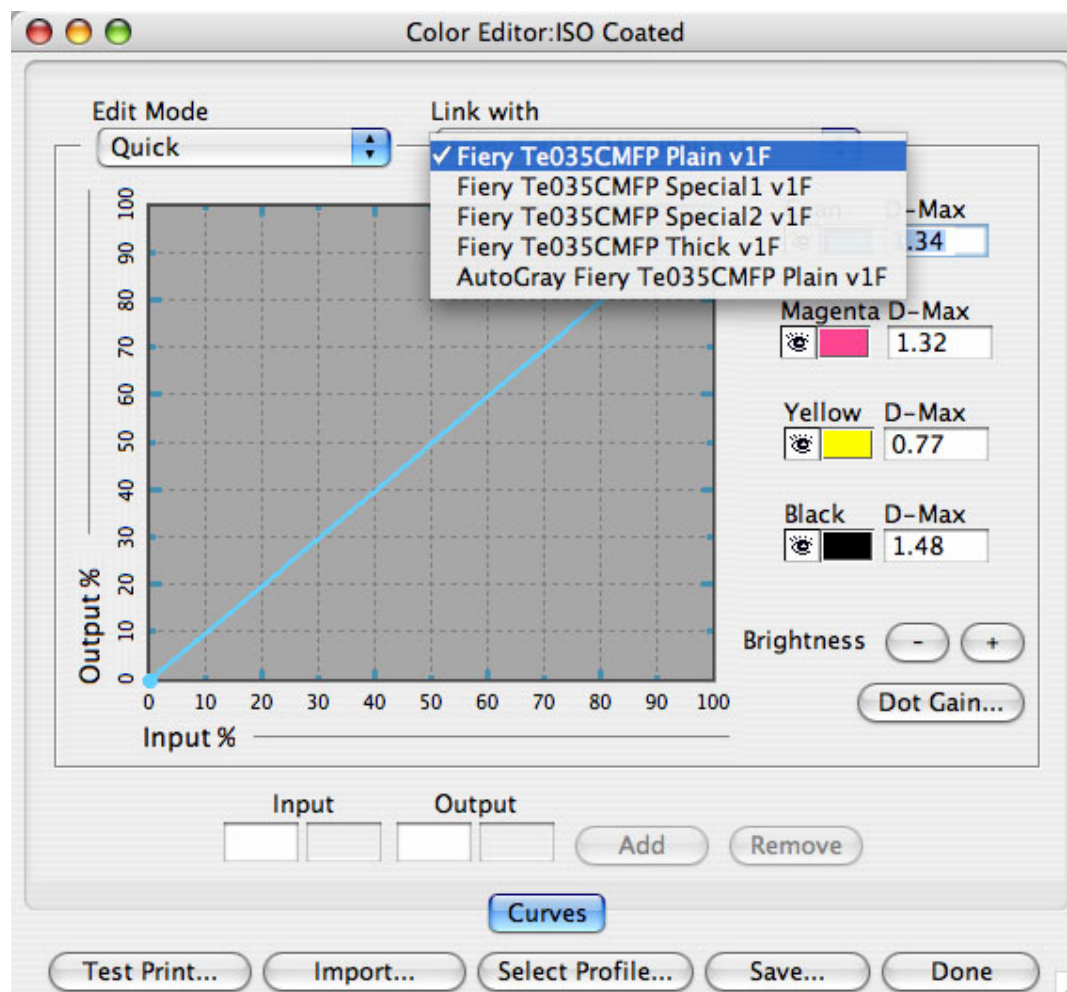 Color Editor:ISO Coated
Edit Mode
Link with
Quick
✓ Fiery Te035CMFP Plain v1F
Fiery Te035CMFP Special1 v1F
Fiery Te035CMFP Special2 v1F
Fiery Te035CMFP Thick v1F
AutoGray Fiery Te035CMFP Plain v1F
D-Max
.34
Magenta D-Max
1.32
Yellow D-Max
0.77
Black D-Max
1.48
Brightness - +
Dot Gain...
Output %
100
90
80
70
60
50
40
30
20
10
0
0 10 20 30 40 50 60 70 80 90 100
Input %
Input Output
Add Remove
Curves
Test Print... Import... Select Profile... Save... Done